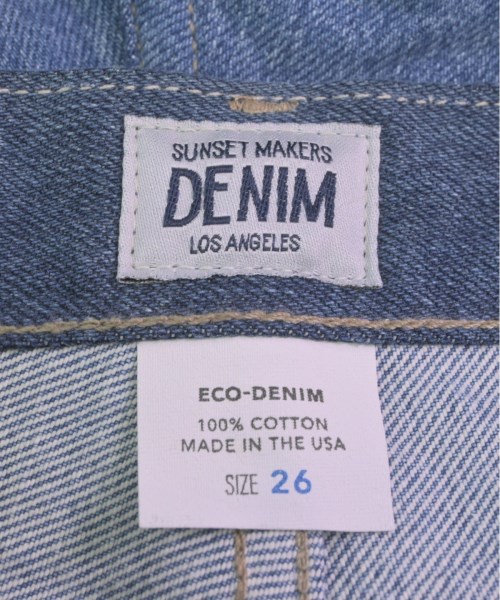 SUNSET MAKERS
DENIM
LOS ANGELES
ECO-DENIM
100% COTTON
MADE IN THE USA
SIZE 26